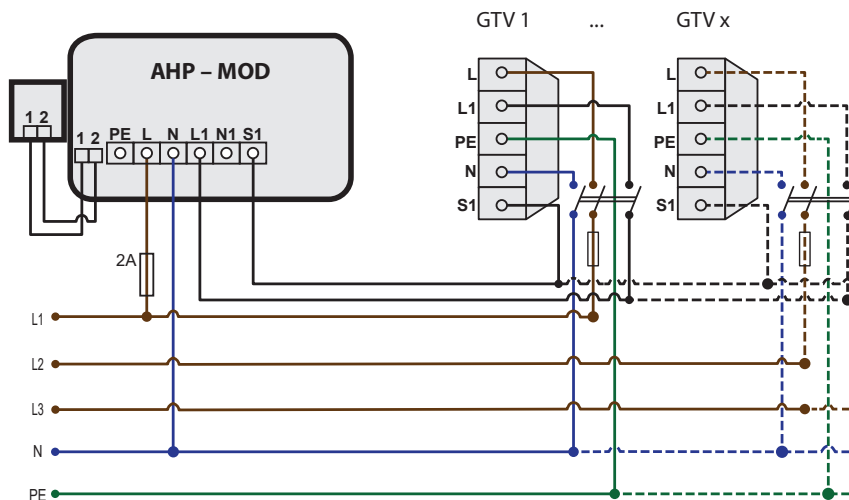 GTV 1 ... GTV x
AHP – MOD
1 2
1 2 PE L N L1 N1 S1
L
L1
PE
N
S1
L
L1
PE
N
S1
2A
L1
L2
L3
N
PE